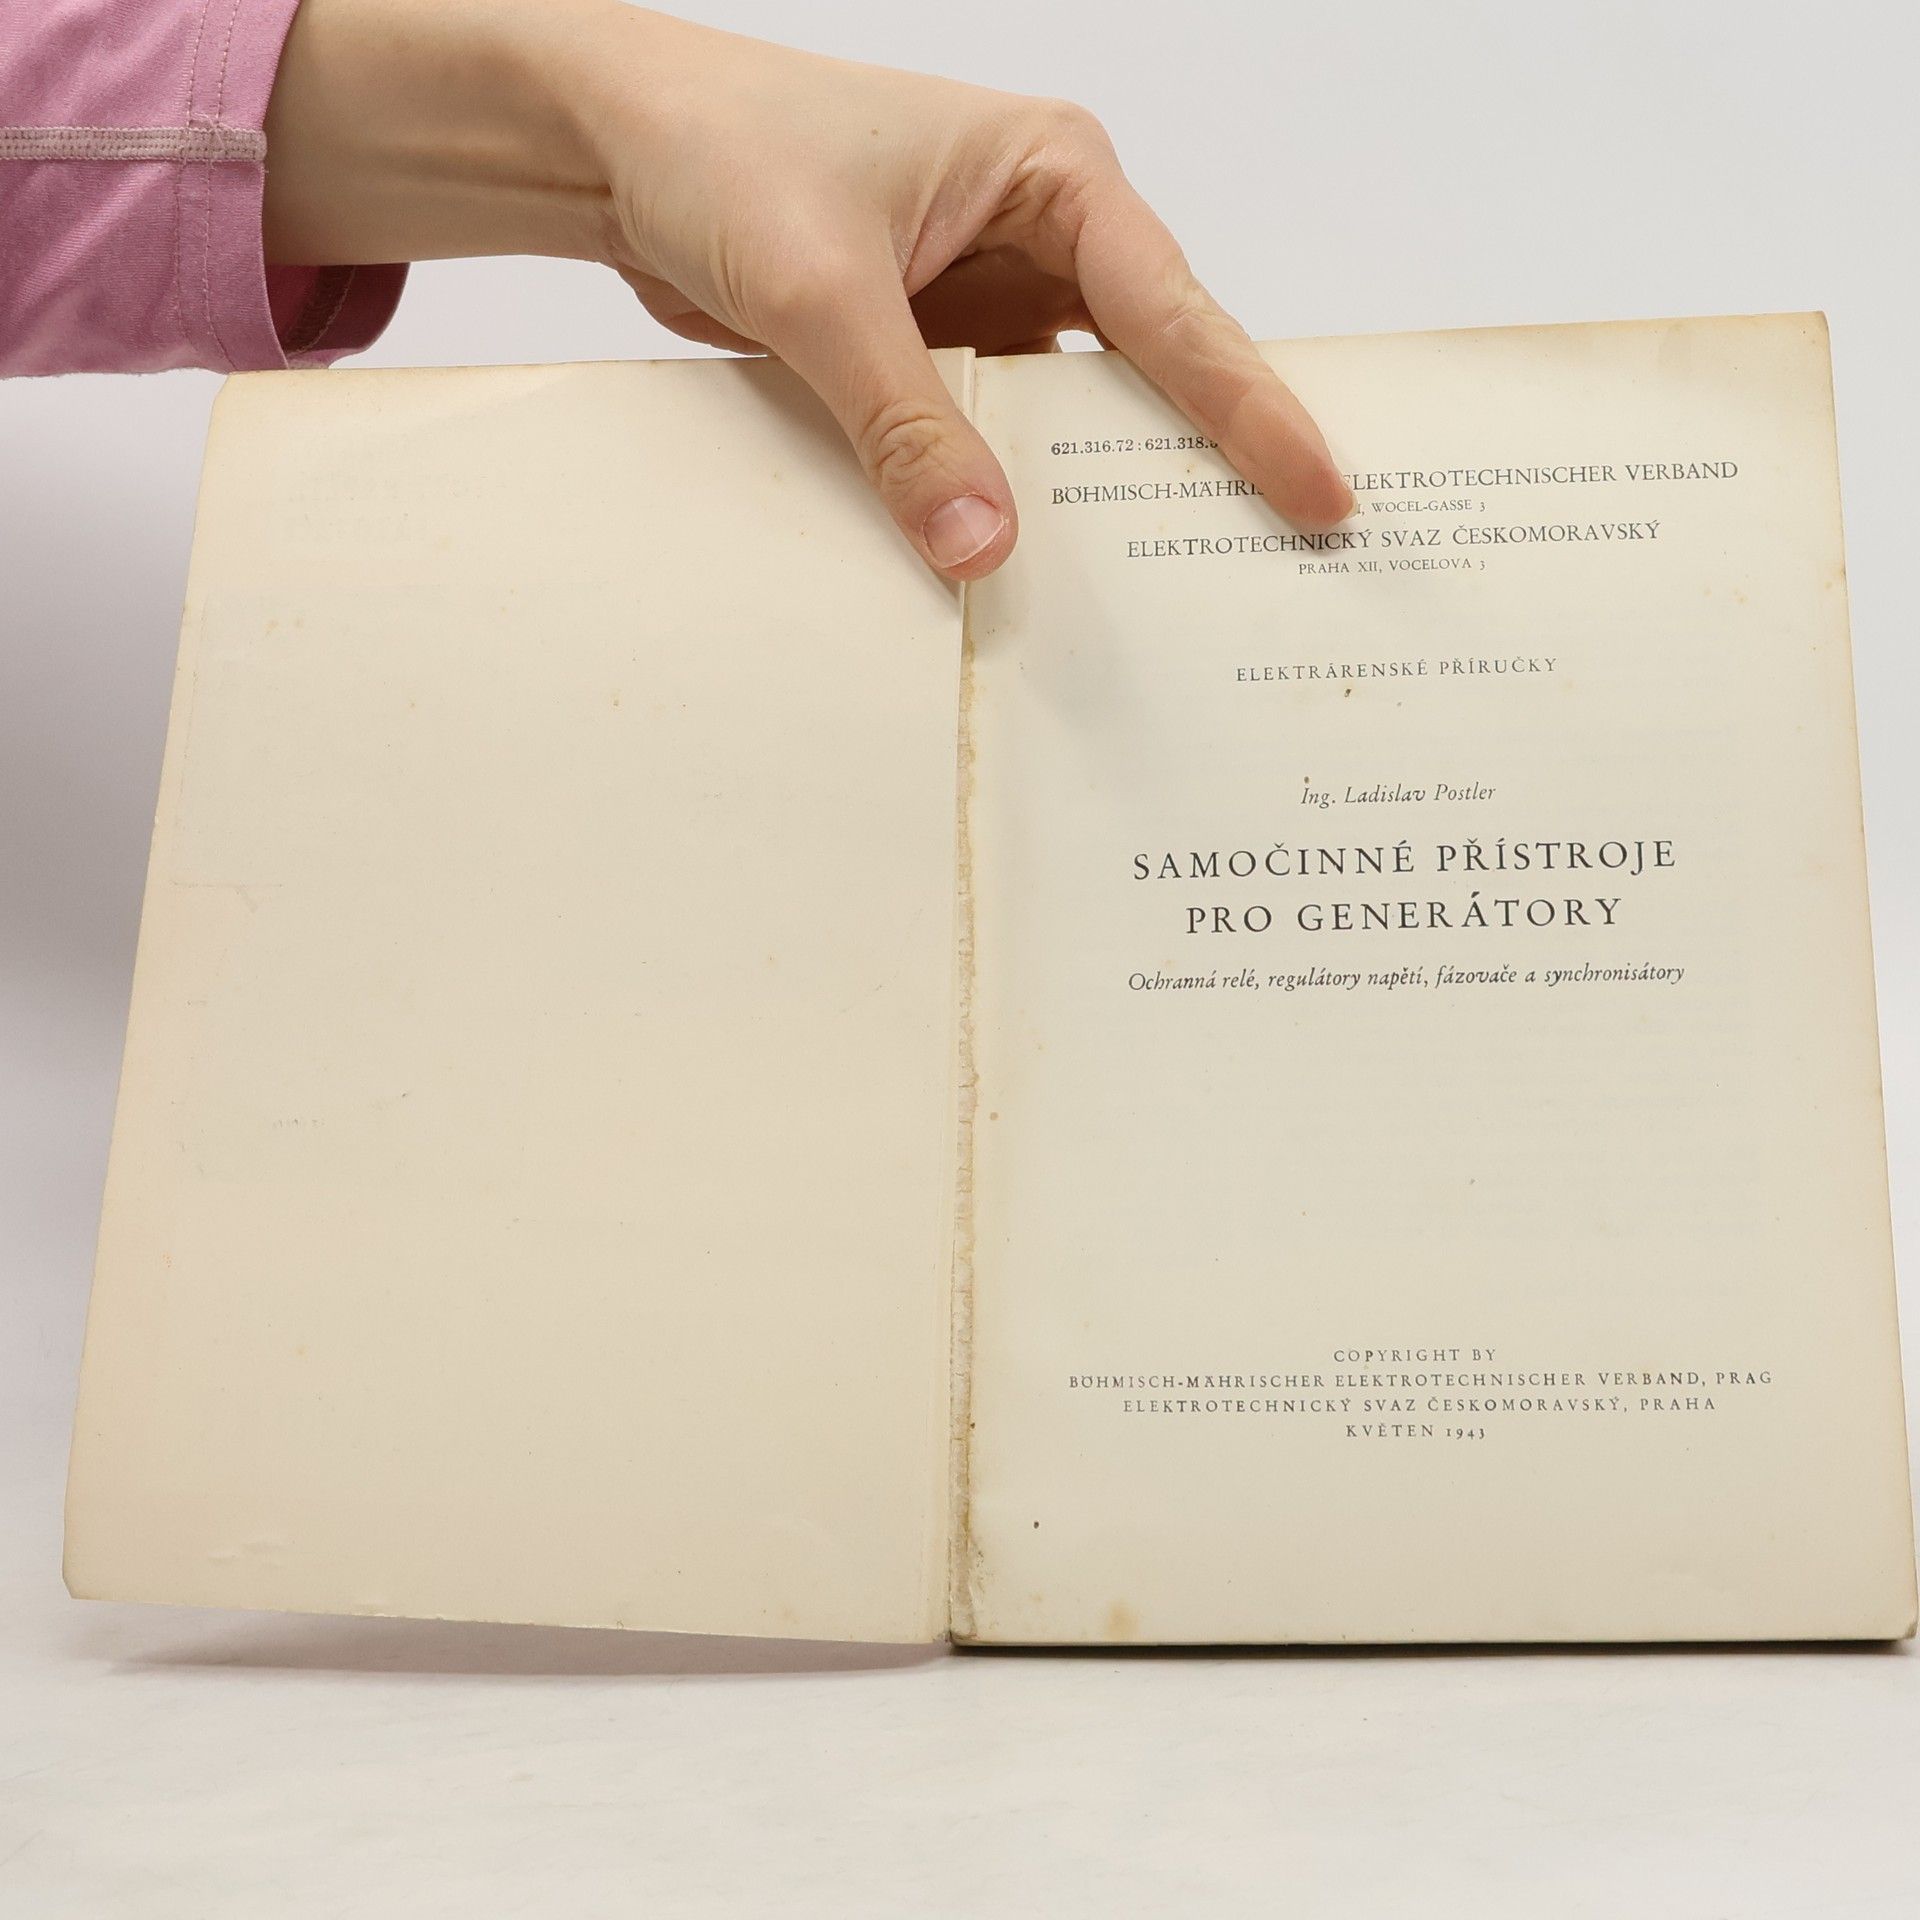 621.316.72 : 621.318.5
BÖHMISCH-MÄHRI ELEKTROTECHNISCHER VERBAND
I, WOCEL-GASSE 3
ELEKTROTECHNICKÝ SVAZ ČESKOMORAVSKÝ
PRAHA XII, VOCELOVA 3
ELEKTRÁRENSKÉ PŘÍRUČKY
Ing. Ladislav Postler
SAMOČINNÉ PŘÍSTROJE
PRO GENERÁTORY
Ochranná relé, regulátory napětí, fázovače a synchronisátory
COPYRIGHT BY
BÖHMISCH-MÄHRISCHER ELEKTROTECHNISCHER VERBAND, PRAG
ELEKTROTECHNICKÝ SVAZ ČESKOMORAVSKÝ, PRAHA
KVĚTEN 1943